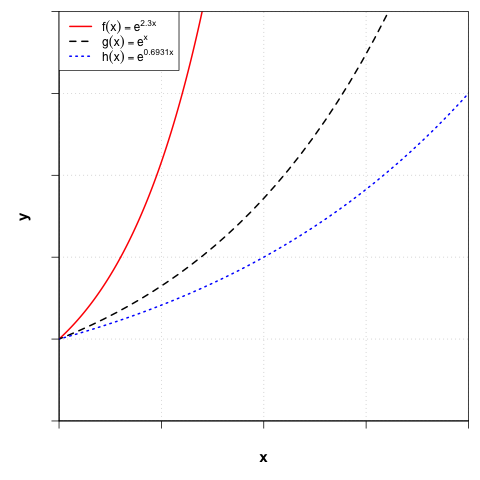 f(x) = e^2.3x
g(x) = e^x
h(x) = e^0.6931x
y
x